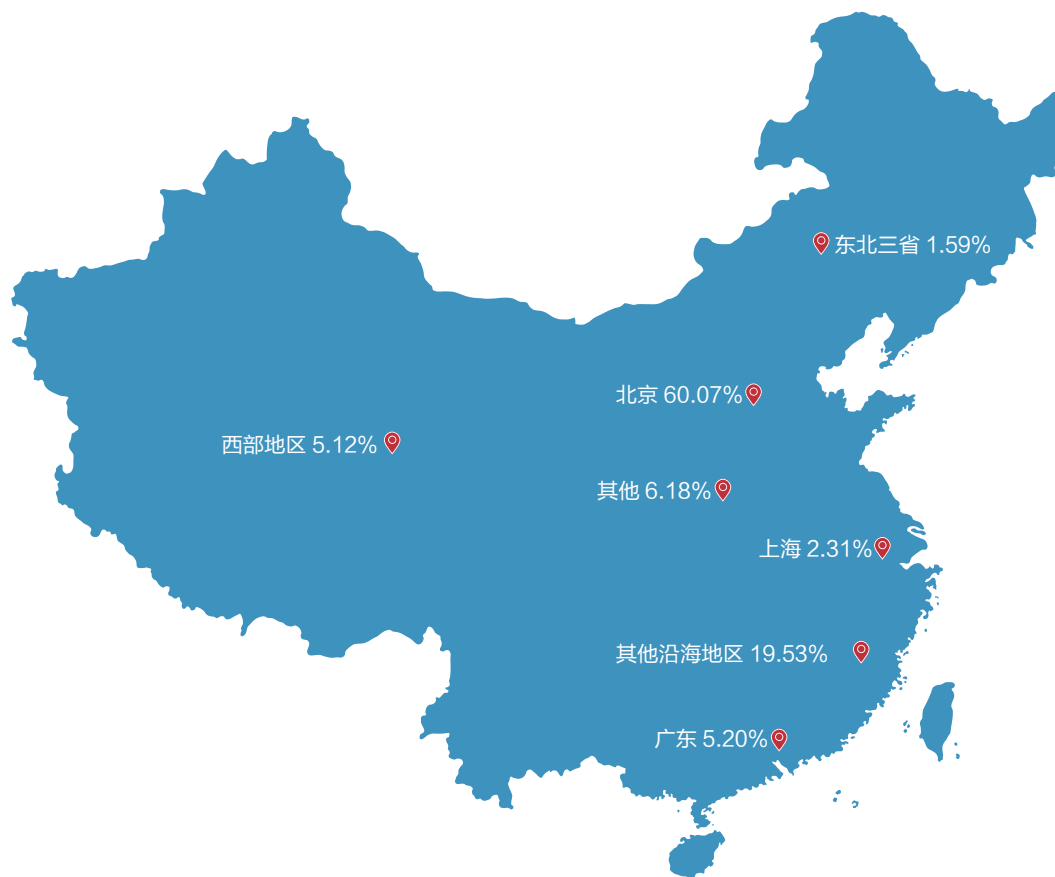 东北三省 1.59%
北京 60.07%
西部地区 5.12%
其他 6.18%
上海 2.31%
其他沿海地区 19.53%
广东 5.20%